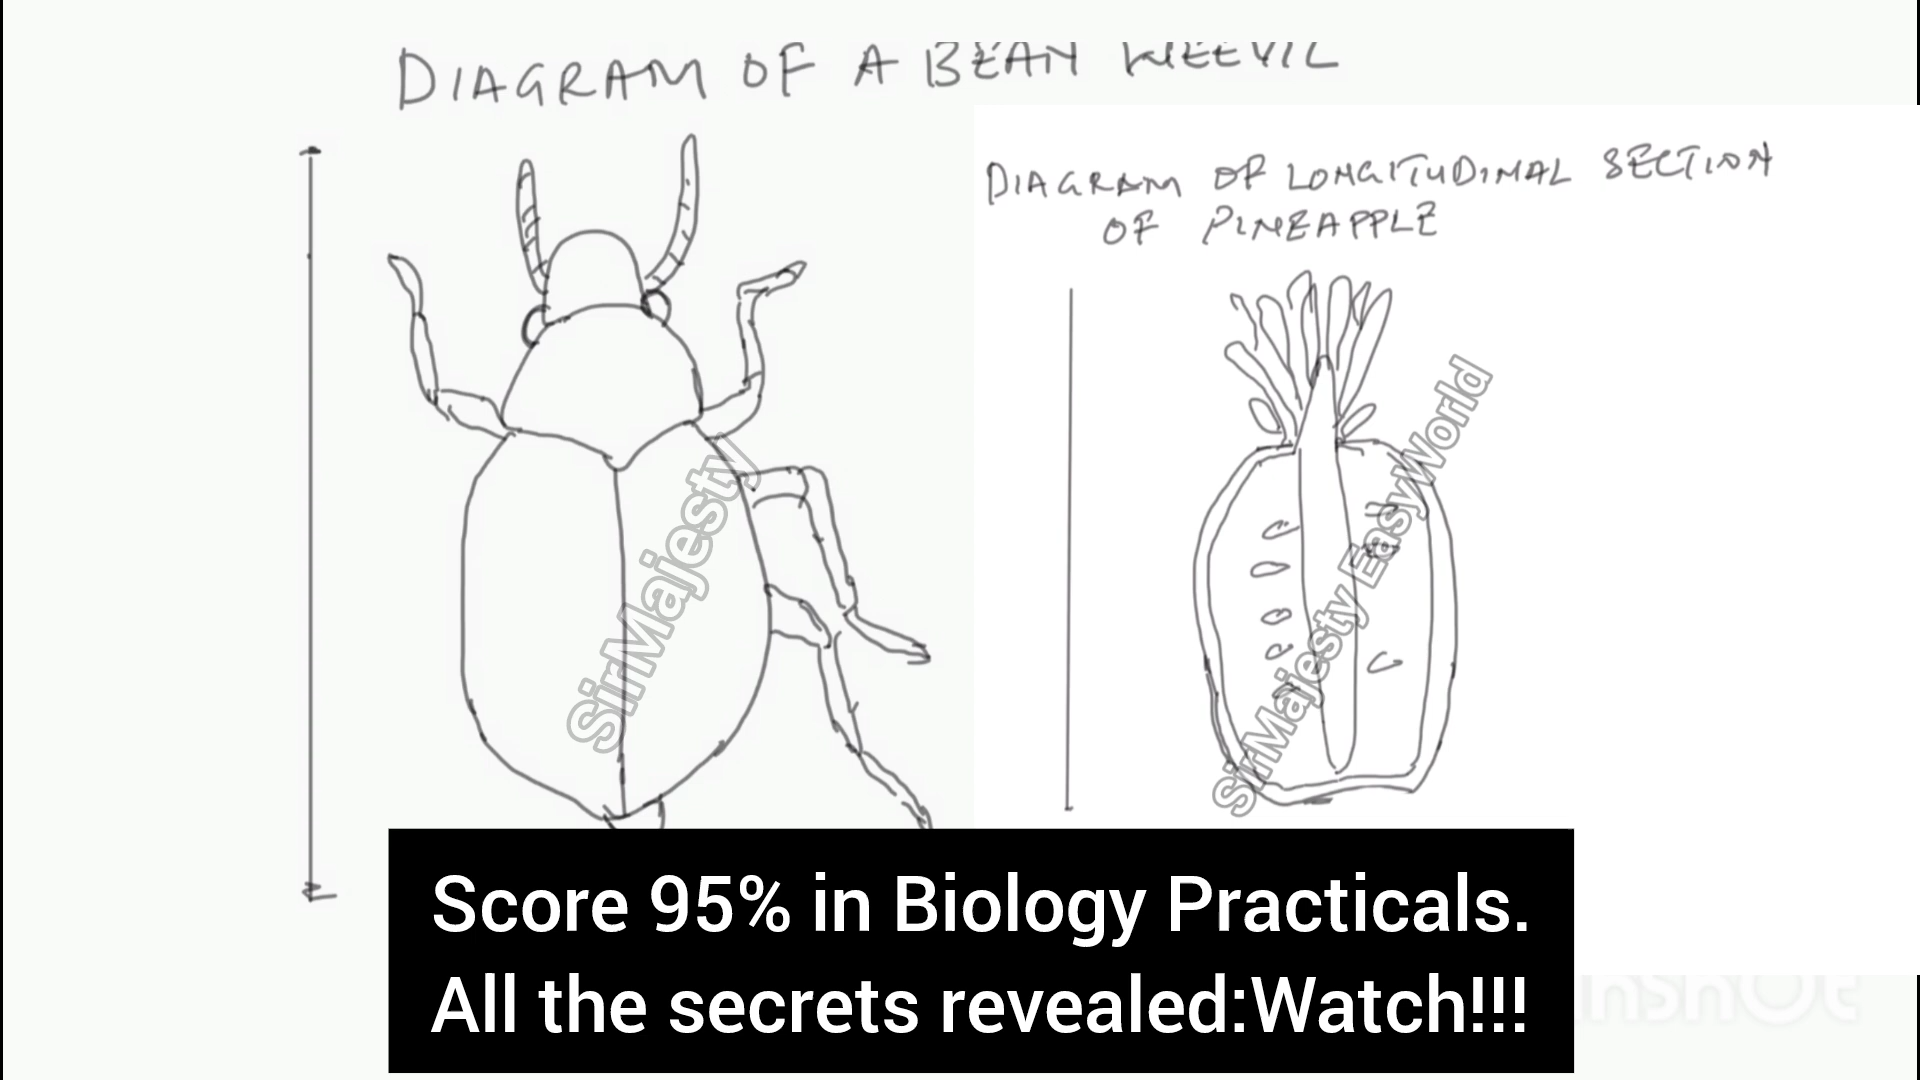 DIAGRAM OF A BEAN WEEVIL
DIAGRAM OF LONGITUDINAL SECTION
OF PINEAPPLE
SirMajesty
SirMajesty EasyWorld
Score 95% in Biology Practicals.
All the secrets revealed:Watch!!!